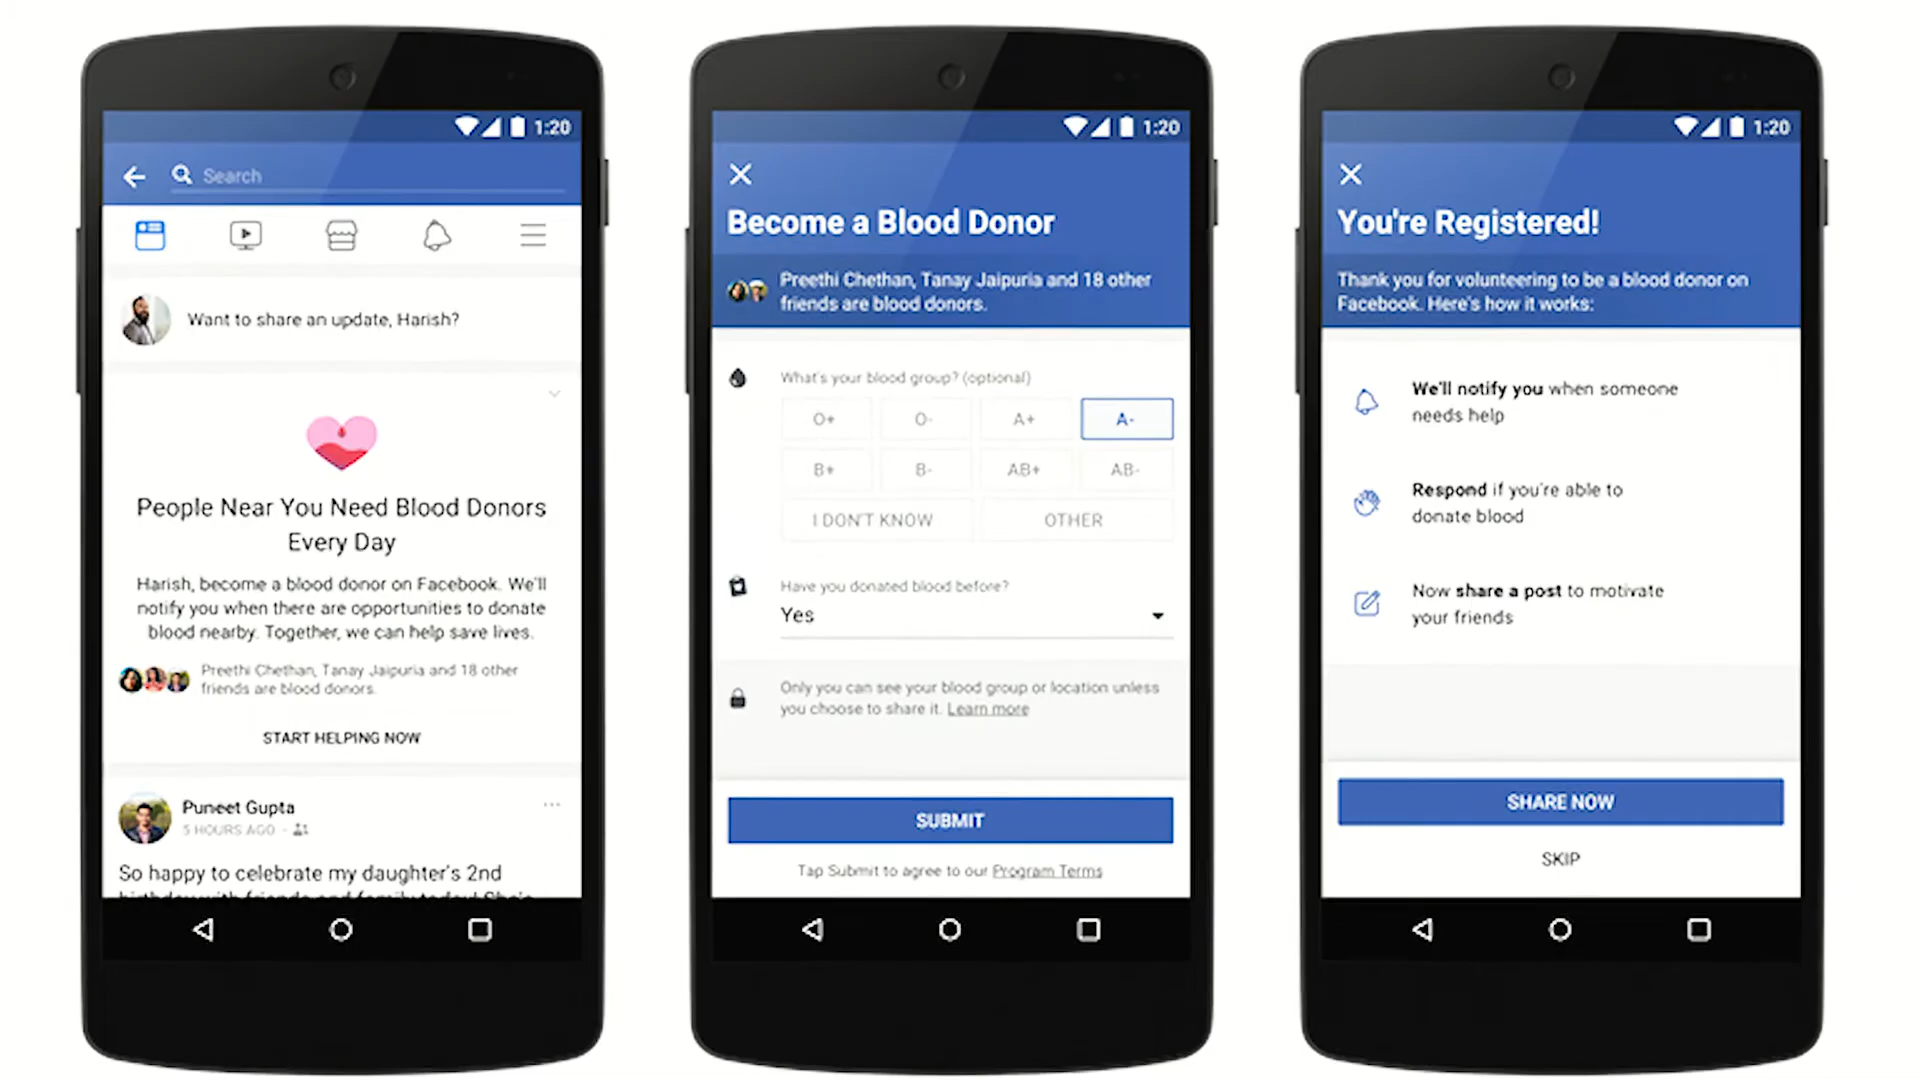 1:20
Search
Want to share an update, Harish?
People Near You Need Blood Donors
Every Day
Harish, become a blood donor on Facebook. We'll
notify you when there are opportunities to donate
blood nearby. Together, we can help save lives.
Preethi Chethan, Tanay Jaipuria and 18 other
friends are blood donors.
START HELPING NOW
Puneet Gupta
5 HOURS AGO
So happy to celebrate my daughter's 2nd
birthday with friends and family today! She's
1:20
Become a Blood Donor
Preethi Chethan, Tanay Jaipuria and 18 other
friends are blood donors.
What's your blood group? (optional)
O+ O- A+ A-
B+ B- AB+ AB-
I DON'T KNOW OTHER
Have you donated blood before?
Yes
Only you can see your blood group or location unless
you choose to share it. Learn more
SUBMIT
Tap Submit to agree to our Program Terms
1:20
You're Registered!
Thank you for volunteering to be a blood donor on
Facebook. Here's how it works:
We'll notify you when someone
needs help
Respond if you're able to
donate blood
Now share a post to motivate
your friends
SHARE NOW
SKIP